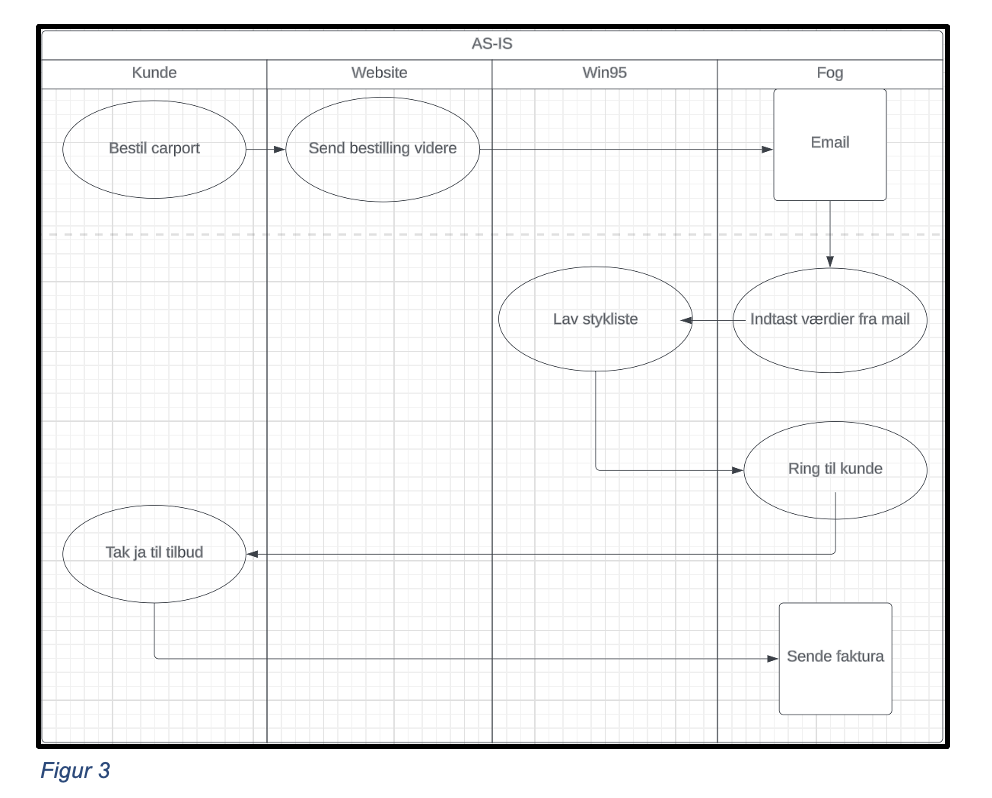 AS-IS
Kunde
Website
Win95
Fog
Bestil carport
Send bestilling videre
Email
Lav stykliste
Indtast værdier fra mail
Ring til kunde
Tak ja til tilbud
Sende faktura
Figur 3